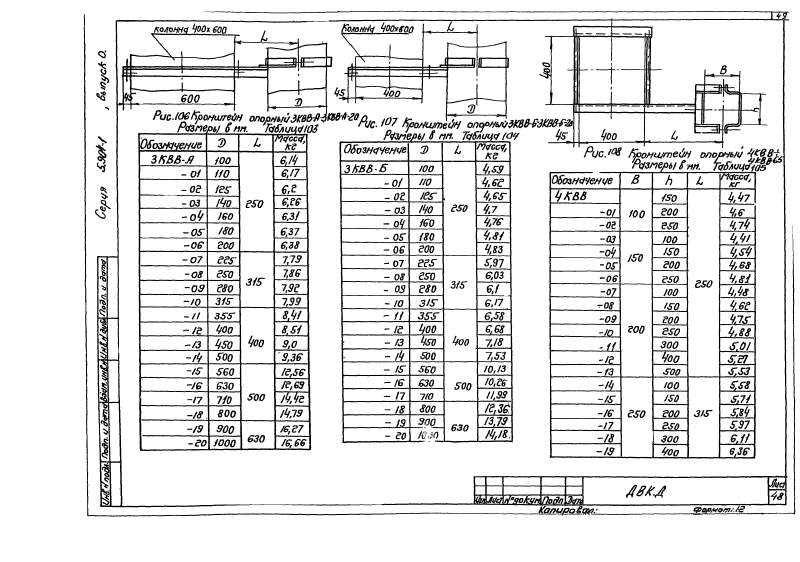 49
колонна 400×600
L
45
600
D
Рис.106 Кронштейн опорный 3КВВ-А÷3КВВ-А-20
Размеры в мм. Таблица 103
Обозначение D L Масса, кг
3КВВ-А 100 250 6,14
-01 110 6,17
-02 125 6,2
-03 140 6,26
-04 160 6,31
-05 180 6,37
-06 200 6,38
-07 225 315 7,79
-08 250 7,86
-09 280 7,92
-10 315 7,99
-11 355 400 8,41
-12 400 8,51
-13 450 9,0
-14 500 9,36
-15 560 500 12,56
-16 630 12,69
-17 710 14,42
-18 800 14,79
-19 900 630 16,27
-20 1000 16,66
колонна 400×600
L
45
400
D
Рис. 107 Кронштейн опорный 3КВВ-Б÷3КВВ-Б-20
Размеры в мм. Таблица 104
Обозначение D L Масса, кг
3КВВ-Б 100 250 4,59
-01 110 4,62
-02 125 4,65
-03 140 4,7
-04 160 4,76
-05 180 4,81
-06 200 4,83
-07 225 315 5,97
-08 250 6,03
-09 280 6,1
-10 315 6,17
-11 355 400 6,58
-12 400 6,68
-13 450 7,18
-14 500 7,53
-15 560 500 10,13
-16 630 10,26
-17 710 11,99
-18 800 630 12,36
-19 900 13,79
-20 14,18
400
B
h
45
400
L
Рис. 108 Кронштейн опорный 4КВВ÷
Размеры в мм. Таблица 105
Обозначение B h L Масса, кг
4КВВ 100 150 250 4,47
-01 200 4,6
-02 250 4,74
-03 150 100 4,41
-04 150 4,54
-05 200 4,68
-06 250 4,81
-07 200 100 4,48
-08 150 4,62
-09 200 4,75
-10 250 4,88
-11 300 5,01
-12 400 5,27
-13 500 5,53
-14 250 100 315 5,58
-15 150 5,71
-16 200 5,84
-17 250 5,97
-18 300 6,11
-19 400 6,36
Серия 5.904-1, выпуск 0.
Инв.№подл. Подп. и дата Взам.инв.№ Инв.№дубл. Подп. и дата
Изм. Лист №докум. Подп. Дата
ДВКД
Лист
48
Копировал:
Формат: 12